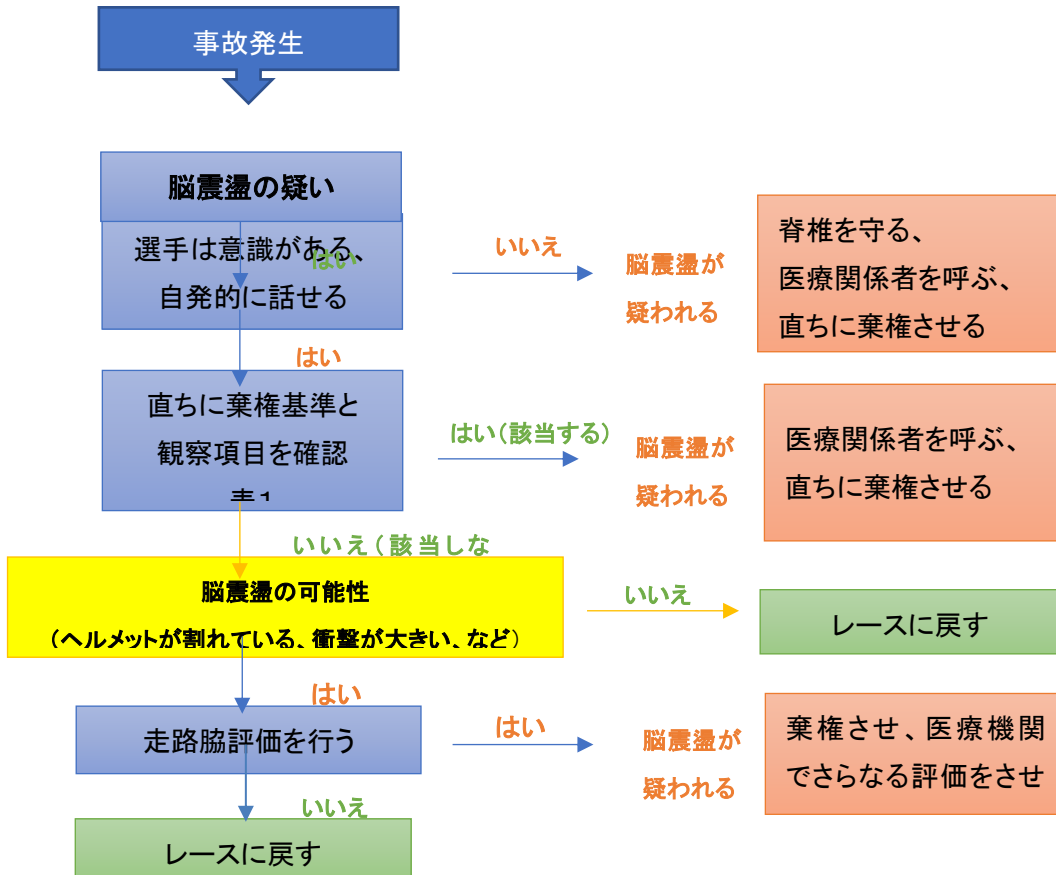 事故発生
脳震盪の疑い
選手は意識がある、
はい
自発的に話せる
いいえ
脳震盪が
疑われる
脊椎を守る、
医療関係者を呼ぶ、
直ちに棄権させる
はい
直ちに棄権基準と
観察項目を確認
はい（該当する）
脳震盪が
疑われる
医療関係者を呼ぶ、
直ちに棄権させる
いいえ（該当しな
脳震盪の可能性
（ヘルメットが割れている、衝撃が大きい、など）
いいえ
レースに戻す
はい
走路脇評価を行う
はい
脳震盪が
疑われる
棄権させ、医療機関
でさらなる評価をさせ
いいえ
レースに戻す